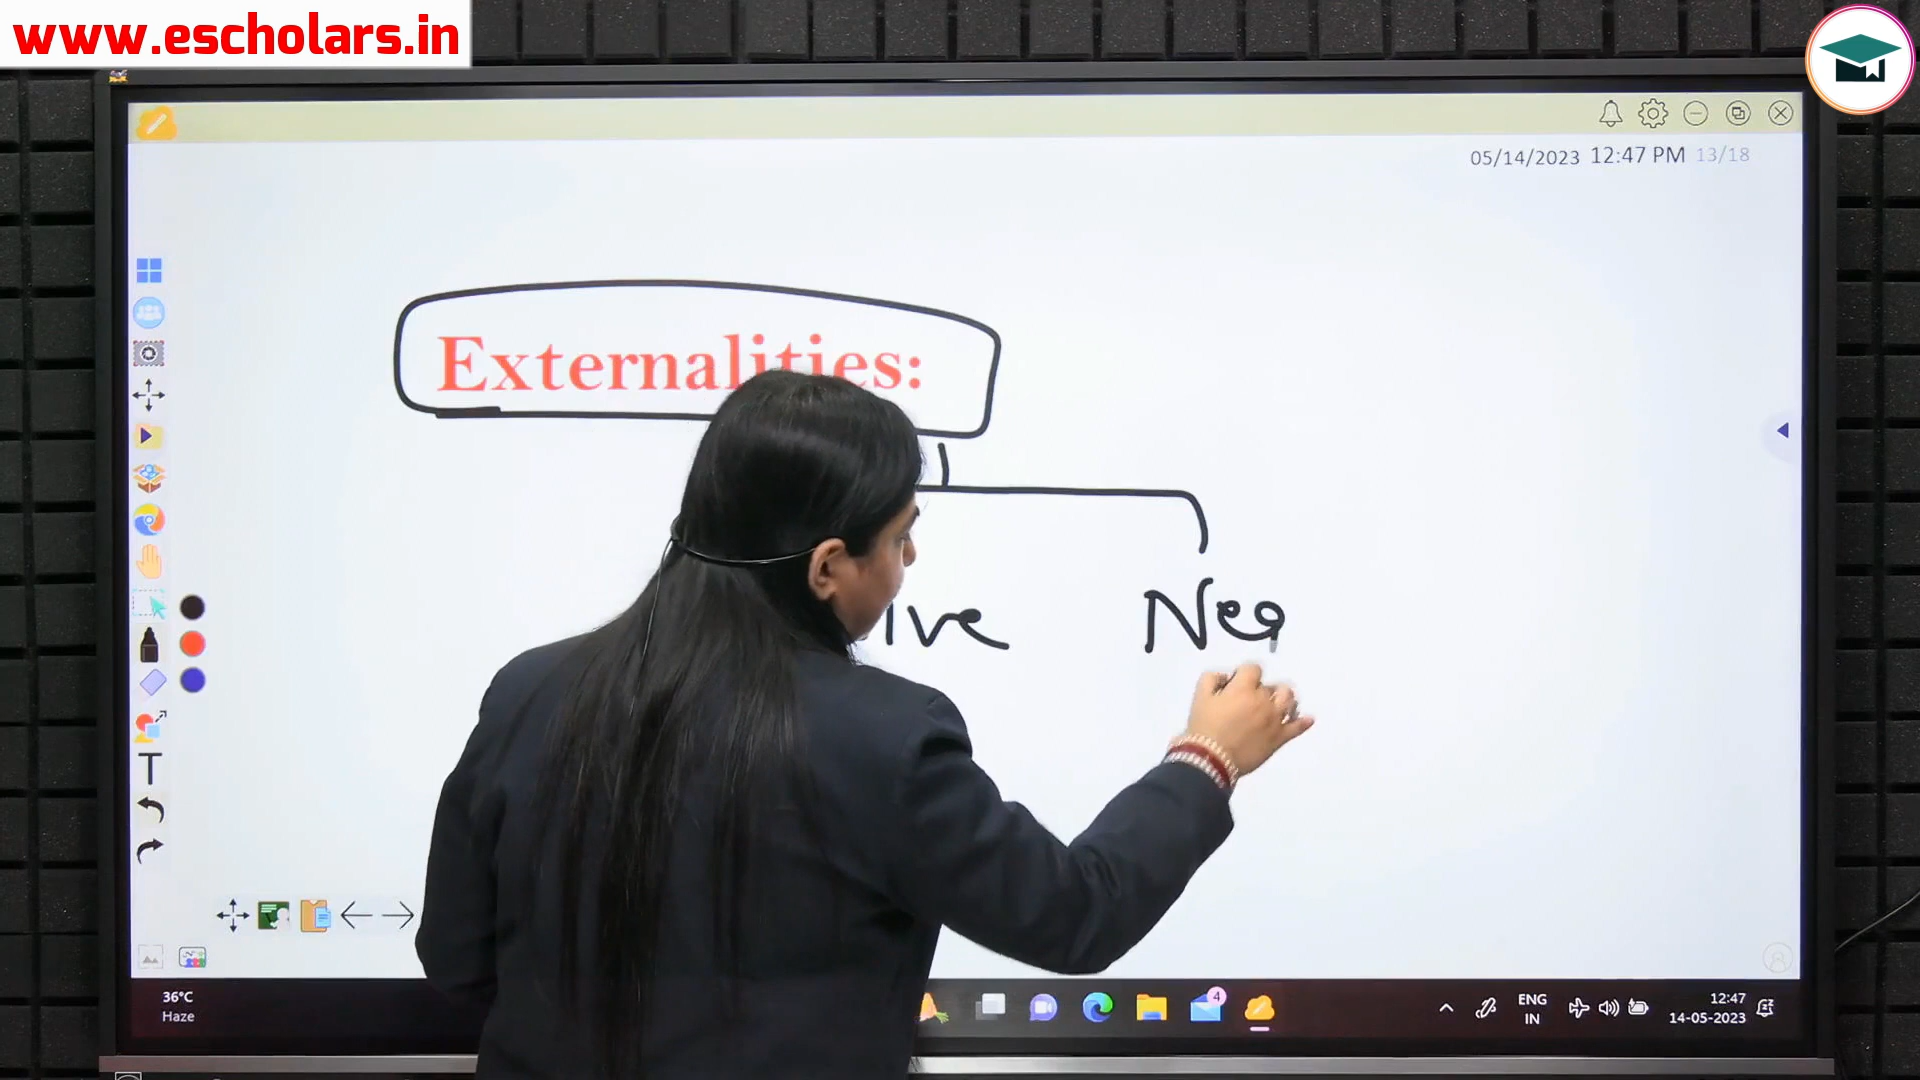 www.escholars.in
05/14/2023 12:47 PM 13/18
Externalities:
ive Neg
T
36°C
Haze
4
ENG
IN
12:47
14-05-2023